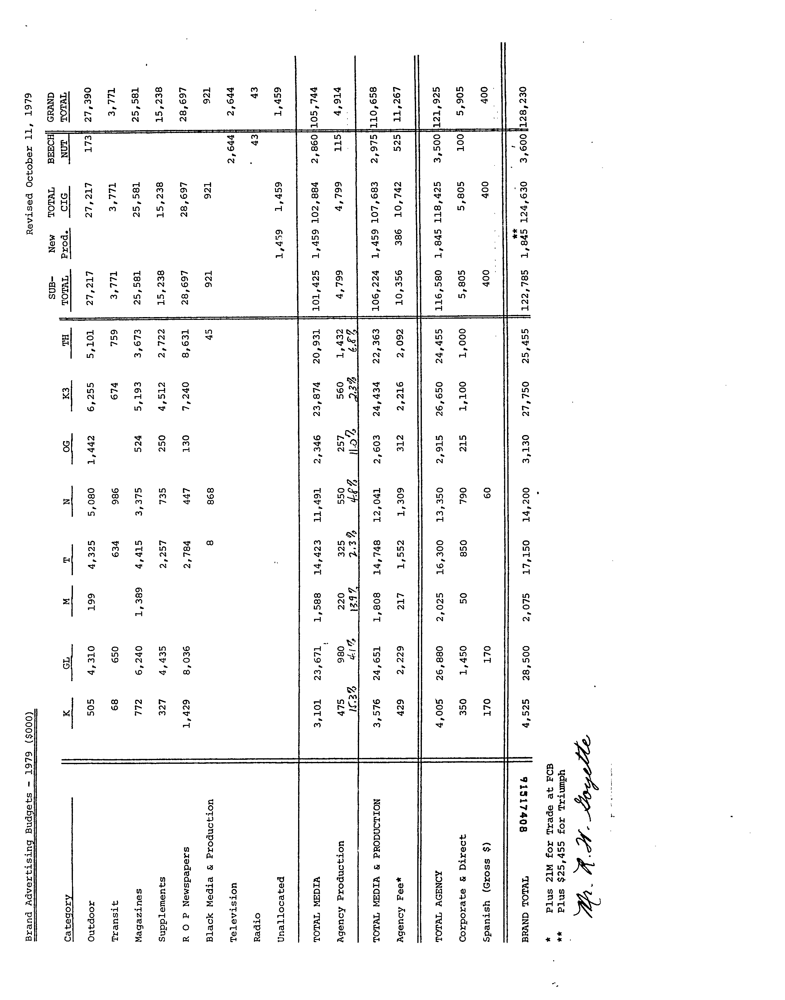 Brand Advertising Budgets - 1979 ($000) Revised October 11, 1979
SUB- New TOTAL BEECH GRAND
Category K GL M T N OG K3 TH TOTAL Prod. CIG NUT TOTAL
Outdoor 505 4,310 199 4,325 5,080 1,442 6,255 5,101 27,217 27,217 173 27,390
Transit 68 650 634 986 674 759 3,771 3,771 3,771
Magazines 772 6,240 1,389 4,415 3,375 524 5,193 3,673 25,581 25,581 25,581
Supplements 327 4,435 2,257 735 250 4,512 2,722 15,238 15,238 15,238
R O P Newspapers 1,429 8,036 2,784 447 130 7,240 8,631 28,697 28,697 28,697
Black Media & Production 8 868 45 921 921 921
Television 2,644 2,644
Radio 43 43
Unallocated 1,459 1,459 1,459
TOTAL MEDIA 3,101 23,671 1,588 14,423 11,491 2,346 23,874 20,931 101,425 1,459 102,884 2,860 105,744
Agency Production 475 980 220 325 550 257 560 1,432 4,799 4,799 115 4,914
15.3% 4.1% 13.9% 2.3% 4.8% 11.0% 2.3% 6.8%
TOTAL MEDIA & PRODUCTION 3,576 24,651 1,808 14,748 12,041 2,603 24,434 22,363 106,224 1,459 107,683 2,975 110,658
Agency Fee* 429 2,229 217 1,552 1,309 312 2,216 2,092 10,356 386 10,742 525 11,267
TOTAL AGENCY 4,005 26,880 2,025 16,300 13,350 2,915 26,650 24,455 116,580 1,845 118,425 3,500 121,925
Corporate & Direct 350 1,450 50 850 790 215 1,100 1,000 5,805 5,805 100 5,905
Spanish (Gross $) 170 170 60 400 400 400
**
BRAND TOTAL 4,525 28,500 2,075 17,150 14,200 3,130 27,750 25,455 122,785 1,845 124,630 3,600 128,230
91517408
* Plus 21M for Trade at FCB
** Plus $25,455 for Triumph
Mr. R. H. Goyette